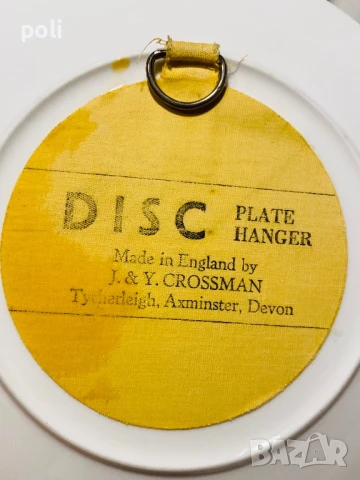 poli
DISC PLATE HANGER
Made in England by
J. & Y. CROSSMAN
Tytherleigh, Axminster, Devon
BAZAR